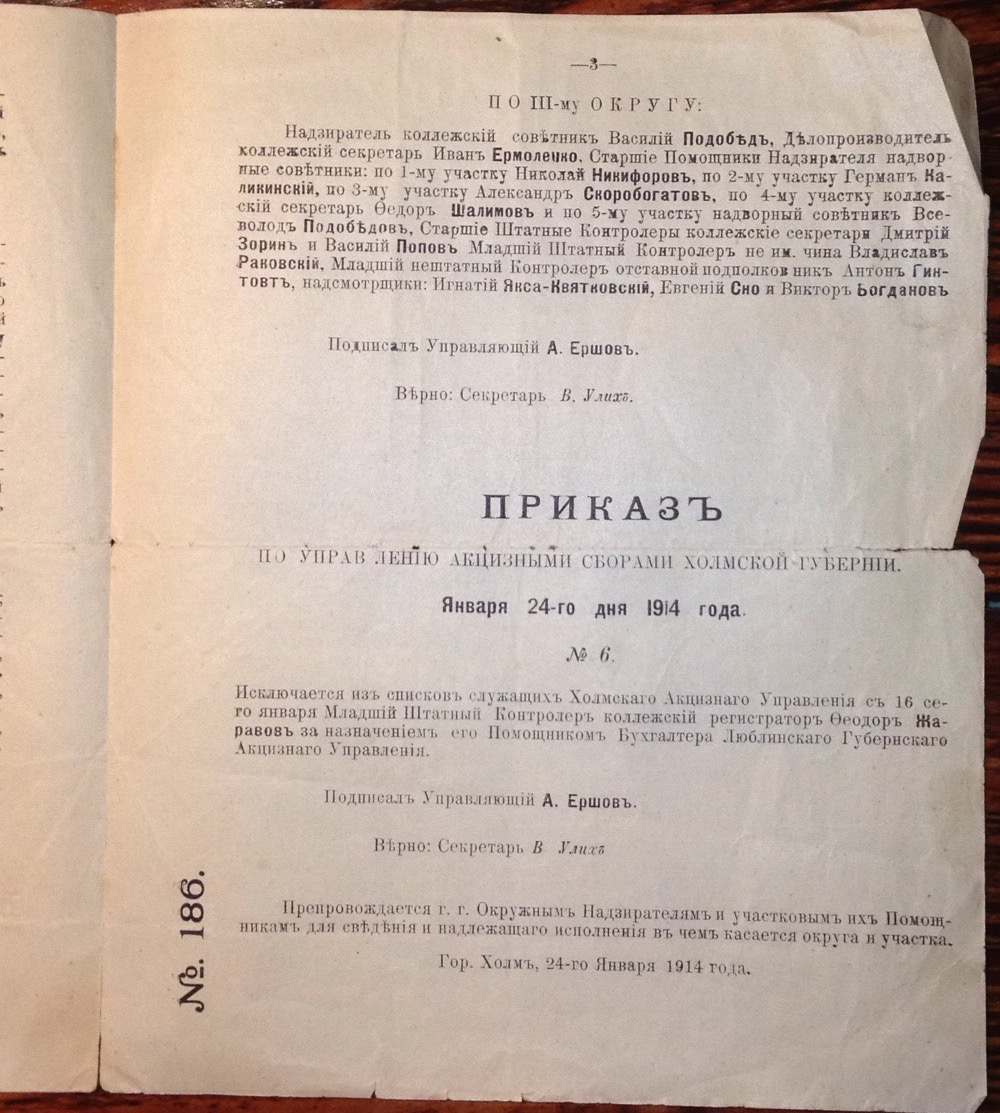 —3—
ПО III-му ОКРУГУ:
Надзиратель коллежскій совѣтникъ Василій Подобѣдъ, Дѣлопроизводитель
коллежскій секретарь Иванъ Ермоленко, Старшіе Помощники Надзирателя надвор-
ные совѣтники: по 1-му участку Николай Никифоровъ, по 2-му участку Германъ Ка-
ликинскій, по 3-му участку Александръ Скоробогатовъ, по 4-му участку коллеж-
скій секретарь Ѳедоръ Шалимовъ и по 5-му участку надворный совѣтникъ Все-
володъ Подобѣдовъ, Старшіе Штатные Контролеры коллежскіе секретари Дмитрій
Зоринъ и Василій Поповъ Младшій Штатный Контролеръ не им. чина Владиславъ
Раковскій, Младшій нештатный Контролеръ отставной подполковникъ Антонъ Гин-
товтъ, надсмотрщики: Игнатій Якса-Квятковскій, Евгеній Сно и Викторъ Богдановъ
Подписалъ Управляющій А. Ершовъ.
Вѣрно: Секретарь В. Улихъ.
ПРИКАЗЪ
ПО УПРАВЛЕНІЮ АКЦИЗНЫМИ СБОРАМИ ХОЛМСКОЙ ГУБЕРНІИ.
Января 24-го дня 1914 года.
№ 6.
Исключается изъ списковъ служащихъ Холмскаго Акцизнаго Управленія съ 16 се-
го января Младшій Штатный Контролеръ коллежскій регистраторъ Ѳеодоръ Жа-
равовъ за назначеніемъ его Помощникомъ Бухгалтера Люблинскаго Губернскаго
Акцизнаго Управленія.
Подписалъ Управляющій А. Ершовъ.
Вѣрно: Секретарь В Улихъ
Препровождается г. г. Окружнымъ Надзирателямъ и участковымъ ихъ Помощ-
никамъ для свѣдѣнія и надлежащаго исполненія въ чемъ касается округа и участка.
Гор. Холмъ, 24-го Января 1914 года.
№. 186.